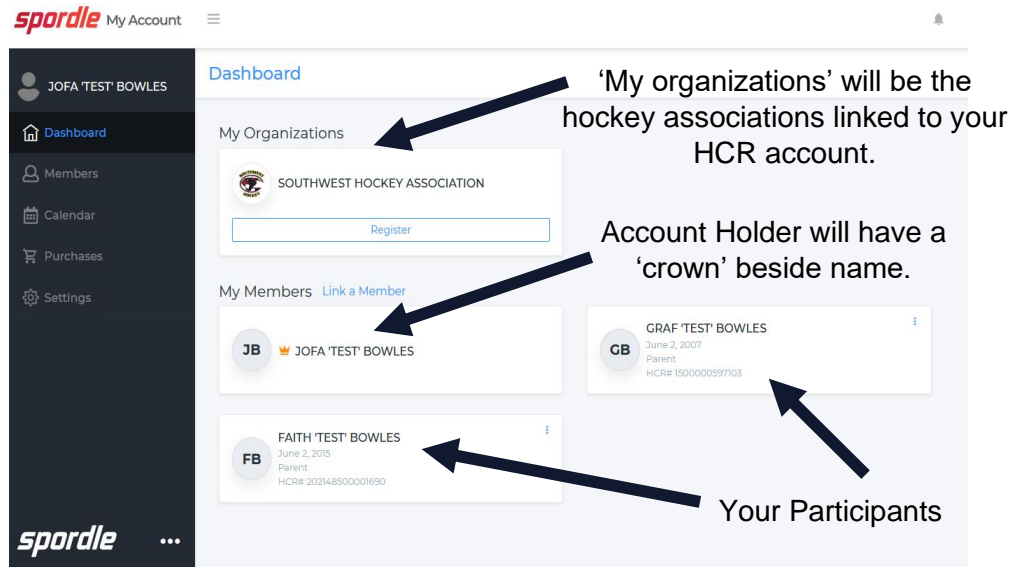 spordle My Account
JOFA 'TEST' BOWLES
Dashboard
Members
Calendar
Purchases
Settings
spordle
Dashboard
My Organizations
SOUTHWEST HOCKEY ASSOCIATION
Register
My Members Link a Member
JB
JOFA 'TEST' BOWLES
GB
GRAF 'TEST' BOWLES
June 2, 2007
Parent
HCR# 1500000597103
FB
FAITH 'TEST' BOWLES
June 2, 2015
Parent
HCR# 202148500001690
‘My organizations’ will be the
hockey associations linked to your
HCR account.
Account Holder will have a
‘crown’ beside name.
Your Participants